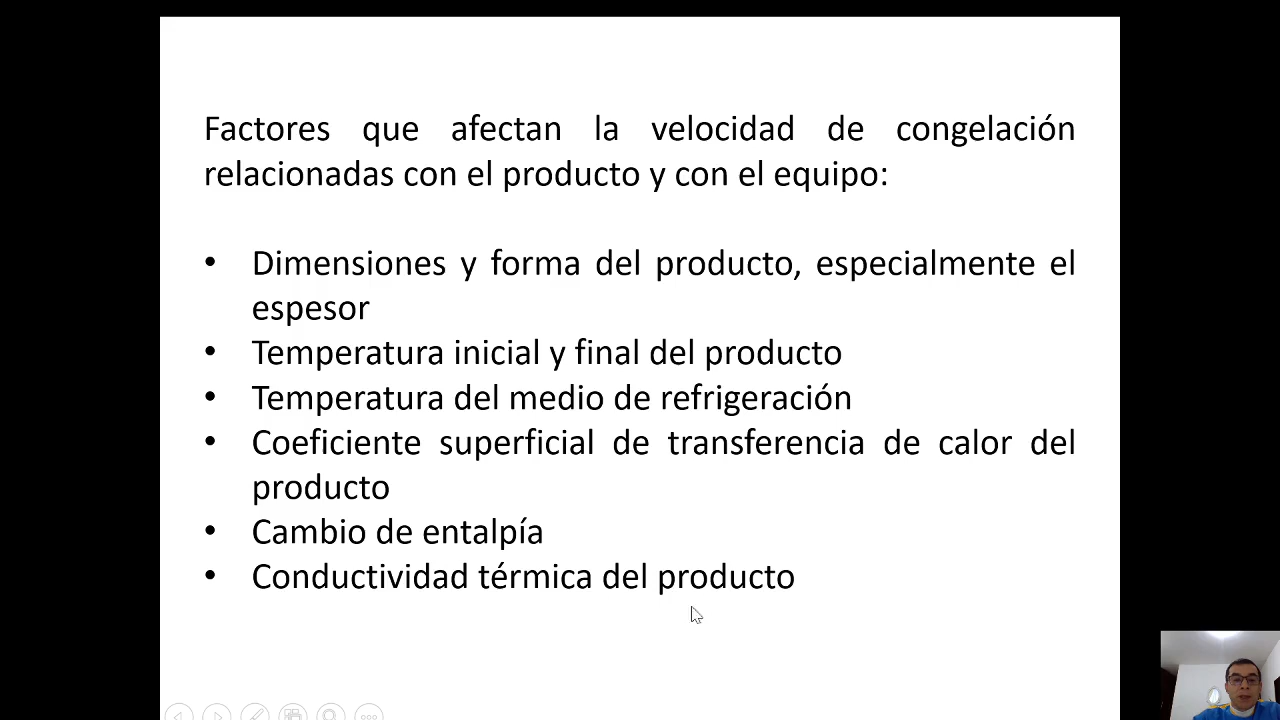 Factores que afectan la velocidad de congelación
relacionadas con el producto y con el equipo:
• Dimensiones y forma del producto, especialmente el
espesor
• Temperatura inicial y final del producto
• Temperatura del medio de refrigeración
• Coeficiente superficial de transferencia de calor del
producto
• Cambio de entalpía
• Conductividad térmica del producto